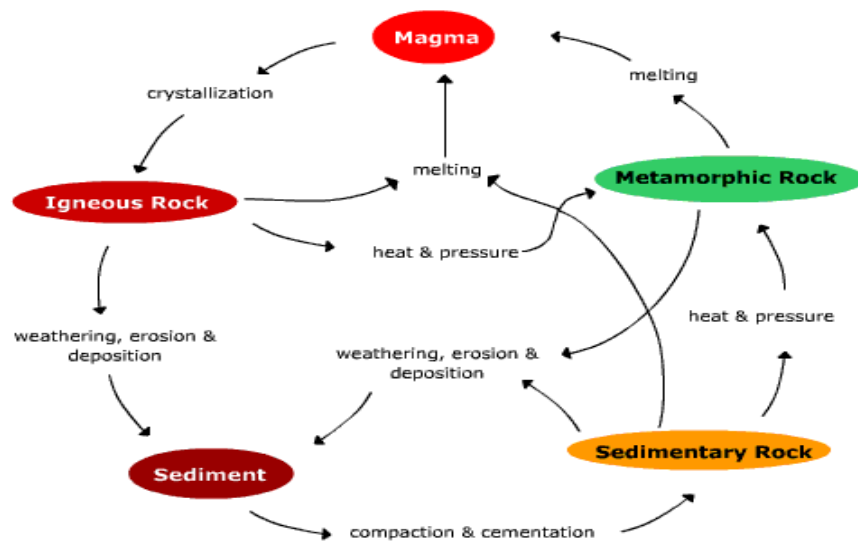 Magma
melting
crystallization
melting
Metamorphic Rock
Igneous Rock
heat & pressure
heat & pressure
weathering, erosion &
deposition
weathering, erosion &
deposition
Sedimentary Rock
Sediment
compaction & cementation